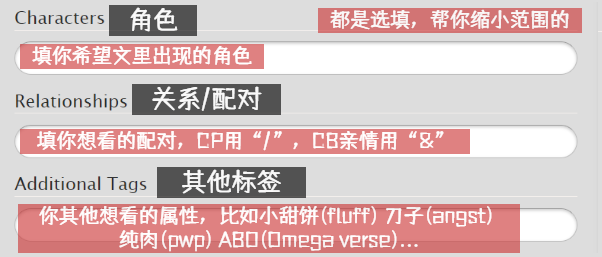 Characters 角色 都是选填，帮你缩小范围的
填你希望文里出现的角色
Relationships 关系/配对
填你想看的配对，CP用“/”，CB亲情用“&”
Additional Tags 其他标签
你其他想看的属性，比如小甜饼(fluff) 刀子(angst)
纯肉(pwp) ABO(Omega verse)...